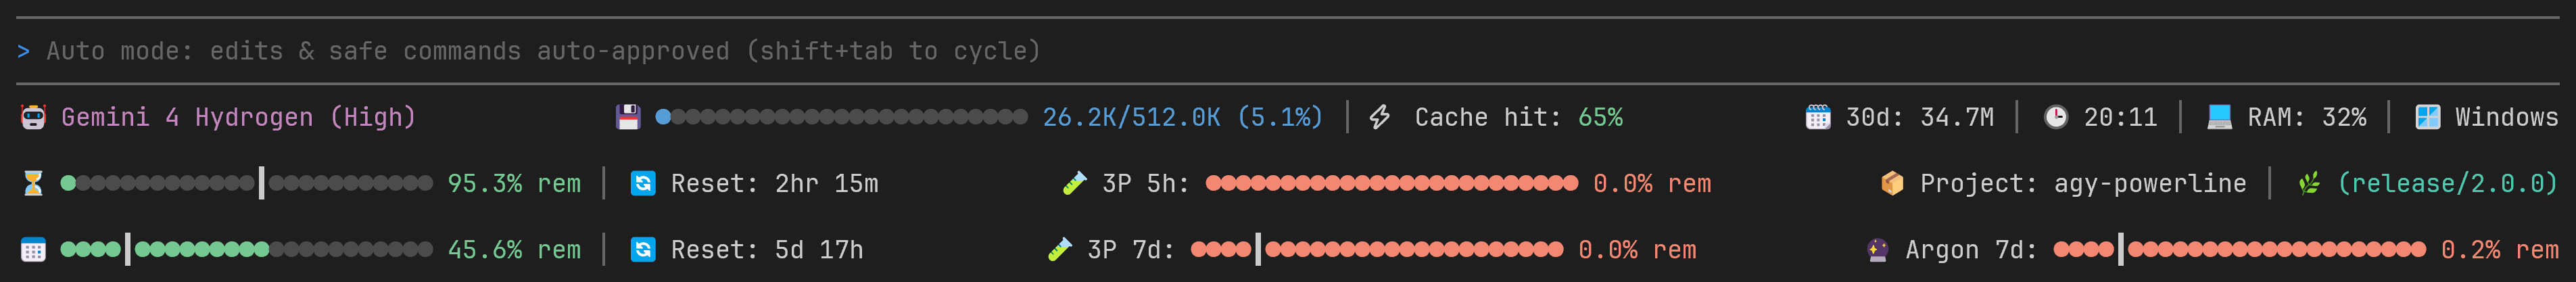 > Auto mode: edits & safe commands auto-approved (shift+tab to cycle)
Gemini 4 Hydrogen (High) 26.2K/512.0K (5.1%) | Cache hit: 65% 30d: 34.7M | 20:11 | RAM: 32% | Windows
95.3% rem | Reset: 2hr 15m 3P 5h: 0.0% rem Project: agy-powerline | (release/2.0.0)
45.6% rem | Reset: 5d 17h 3P 7d: 0.0% rem Argon 7d: 0.2% rem